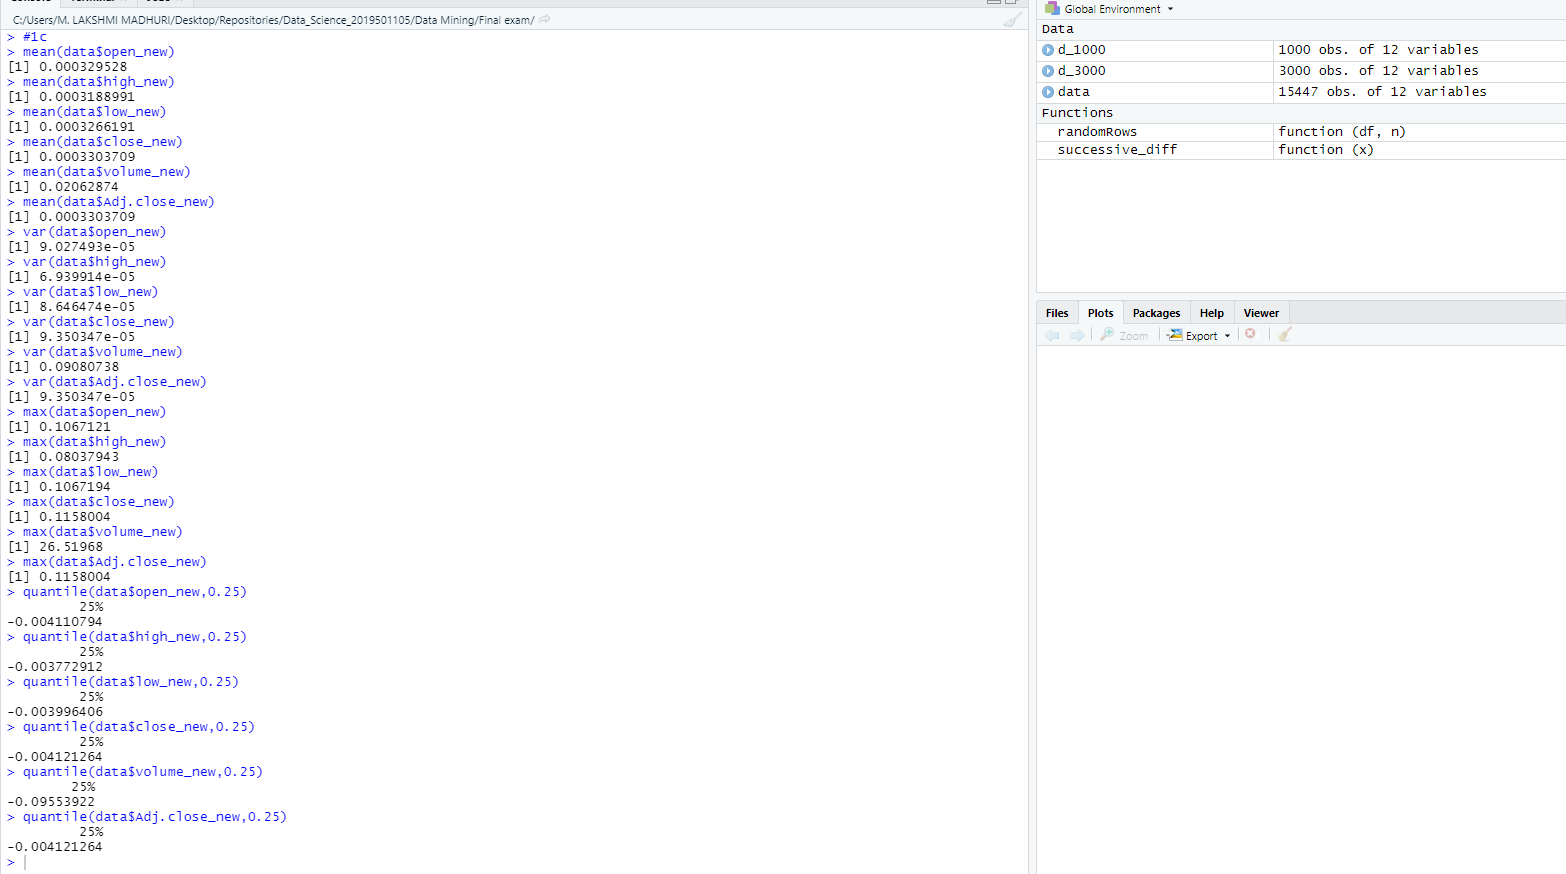 C:/Users/M. LAKSHMI MADHURI/Desktop/Repositories/Data_Science_2019501105/Data Mining/Final exam/
> #1c
> mean(data$open_new)
[1] 0.000329528
> mean(data$high_new)
[1] 0.0003188991
> mean(data$low_new)
[1] 0.0003266191
> mean(data$close_new)
[1] 0.0003303709
> mean(data$volume_new)
[1] 0.02062874
> mean(data$Adj.close_new)
[1] 0.0003303709
> var(data$open_new)
[1] 9.027493e-05
> var(data$high_new)
[1] 6.939914e-05
> var(data$low_new)
[1] 8.646474e-05
> var(data$close_new)
[1] 9.350347e-05
> var(data$volume_new)
[1] 0.09080738
> var(data$Adj.close_new)
[1] 9.350347e-05
> max(data$open_new)
[1] 0.1067121
> max(data$high_new)
[1] 0.08037943
> max(data$low_new)
[1] 0.1067194
> max(data$close_new)
[1] 0.1158004
> max(data$volume_new)
[1] 26.51968
> max(data$Adj.close_new)
[1] 0.1158004
> quantile(data$open_new,0.25)
25%
-0.004110794
> quantile(data$high_new,0.25)
25%
-0.003772912
> quantile(data$low_new,0.25)
25%
-0.003996406
> quantile(data$close_new,0.25)
25%
-0.004121264
> quantile(data$volume_new,0.25)
25%
-0.09553922
> quantile(data$Adj.close_new,0.25)
25%
-0.004121264
>
Global Environment
Data
d_1000 1000 obs. of 12 variables
d_3000 3000 obs. of 12 variables
data 15447 obs. of 12 variables
Functions
randomRows function (df, n)
successive_diff function (x)
Files Plots Packages Help Viewer
Zoom Export